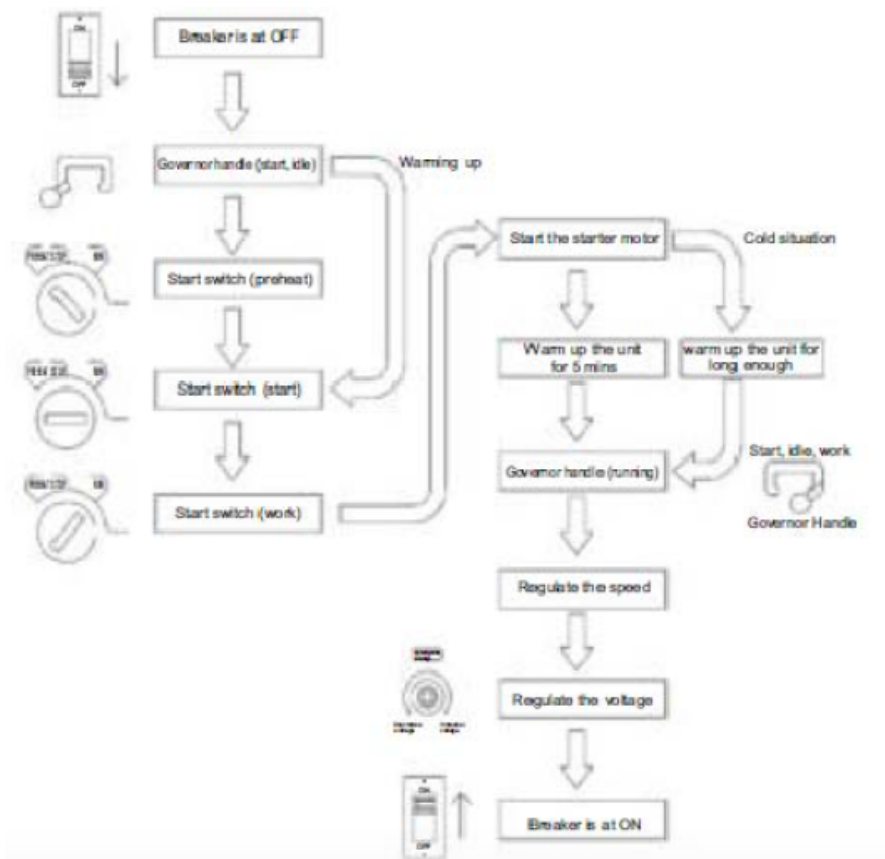 ON
OFF
Breaker is at OFF
Governor handle (start, idle)
Warming up
Start switch (preheat)
Start switch (start)
Start switch (work)
Start the starter motor
Cold situation
Warm up the unit
for 5 mins
warm up the unit for
long enough
Governor handle (running)
Start, idle, work
Governor Handle
Regulate the speed
Regulate the voltage
ON
OFF
Breaker is at ON